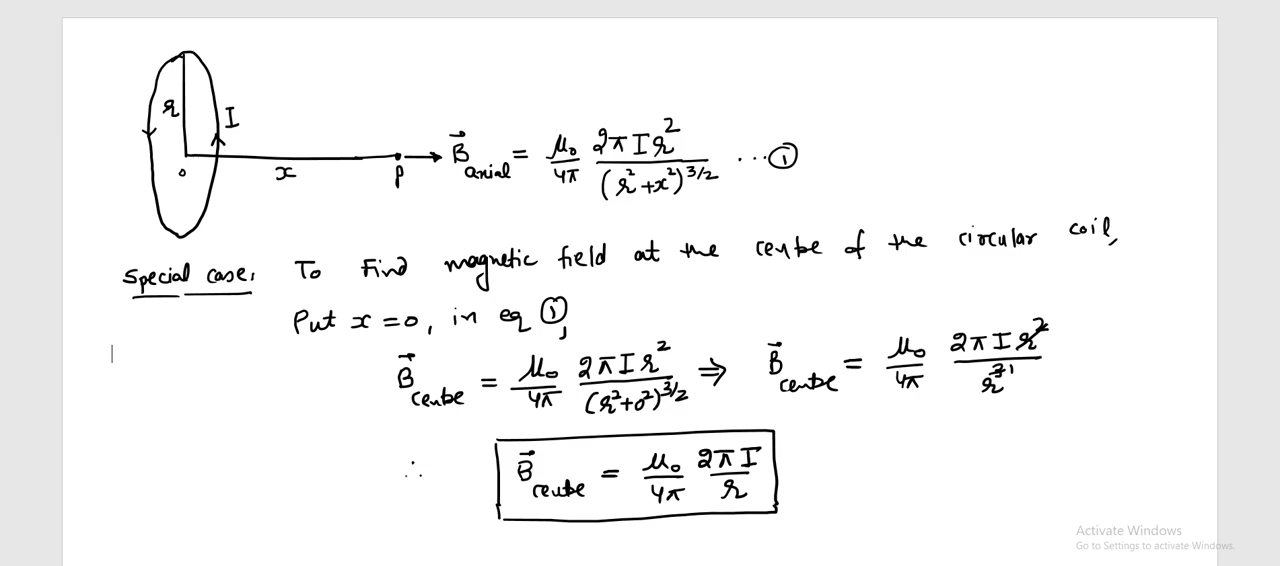 r I
o x P B⃗axial = μ₀/4π 2πIr²/(r²+x²)^3/2 ...①
Special case, To Find magnetic field at the centre of the circular coil,
Put x=0, in eq ①,
B⃗centre = μ₀/4π 2πIr²/(r²+0²)^3/2 ⇒ B⃗centre = μ₀/4π 2πIr²/r³ 1
∴ B⃗centre = μ₀/4π 2πI/r
Activate Windows
Go to Settings to activate Windows.